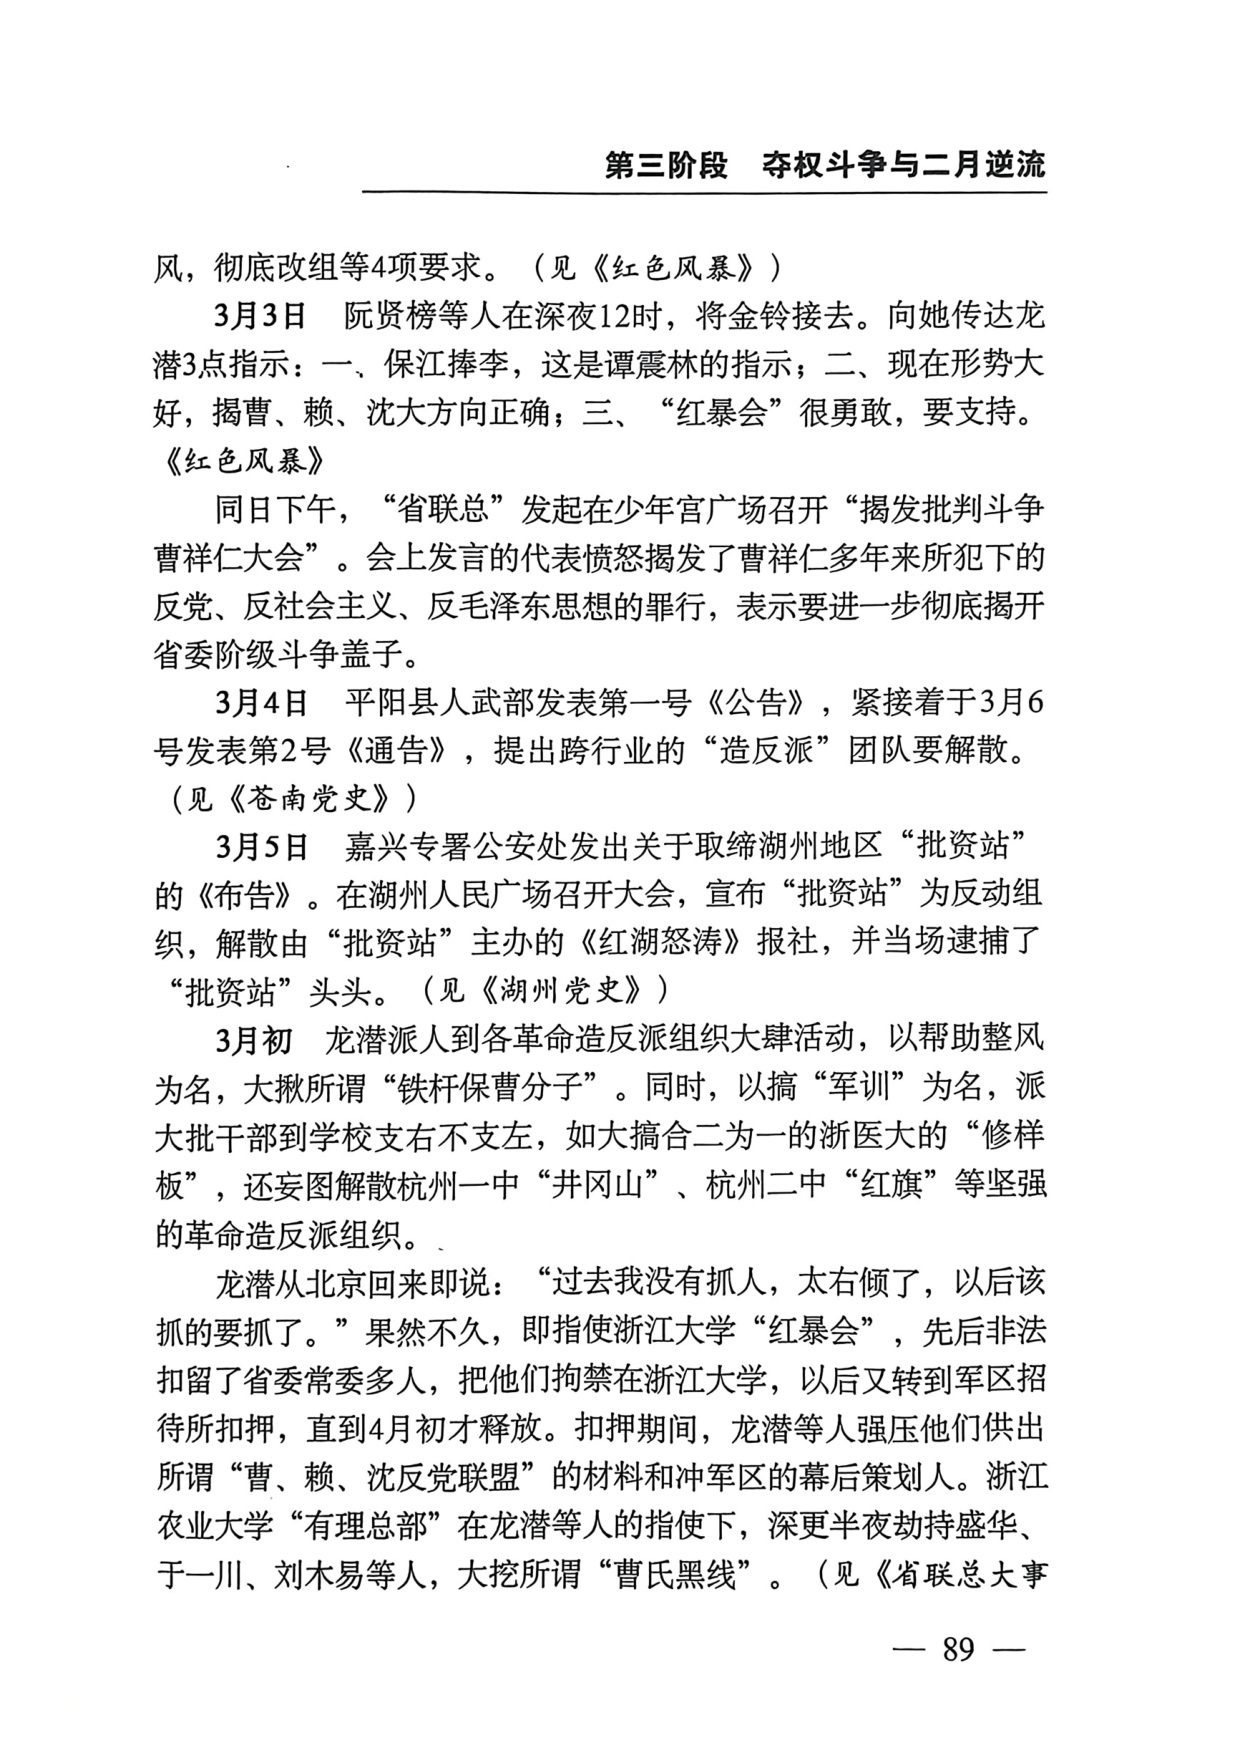 第三阶段　夺权斗争与二月逆流
风，彻底改组等4项要求。（见《红色风暴》）
3月3日　阮贤榜等人在深夜12时，将金铃接去。向她传达龙
潜3点指示：一、保江捧李，这是谭震林的指示；二、现在形势大
好，揭曹、赖、沈大方向正确；三、“红暴会”很勇敢，要支持。
《红色风暴》
同日下午，“省联总”发起在少年宫广场召开“揭发批判斗争
曹祥仁大会”。会上发言的代表愤怒揭发了曹祥仁多年来所犯下的
反党、反社会主义、反毛泽东思想的罪行，表示要进一步彻底揭开
省委阶级斗争盖子。
3月4日　平阳县人武部发表第一号《公告》，紧接着于3月6
号发表第2号《通告》，提出跨行业的“造反派”团队要解散。
（见《苍南党史》）
3月5日　嘉兴专署公安处发出关于取缔湖州地区“批资站”
的《布告》。在湖州人民广场召开大会，宣布“批资站”为反动组
织，解散由“批资站”主办的《红湖怒涛》报社，并当场逮捕了
“批资站”头头。（见《湖州党史》）
3月初　龙潜派人到各革命造反派组织大肆活动，以帮助整风
为名，大揪所谓“铁杆保曹分子”。同时，以搞“军训”为名，派
大批干部到学校支右不支左，如大搞合二为一的浙医大的“修样
板”，还妄图解散杭州一中“井冈山”、杭州二中“红旗”等坚强
的革命造反派组织。
龙潜从北京回来即说：“过去我没有抓人，太右倾了，以后该
抓的要抓了。”果然不久，即指使浙江大学“红暴会”，先后非法
扣留了省委常委多人，把他们拘禁在浙江大学，以后又转到军区招
待所扣押，直到4月初才释放。扣押期间，龙潜等人强压他们供出
所谓“曹、赖、沈反党联盟”的材料和冲军区的幕后策划人。浙江
农业大学“有理总部”在龙潜等人的指使下，深更半夜劫持盛华、
于一川、刘木易等人，大挖所谓“曹氏黑线”。（见《省联总大事
— 89 —